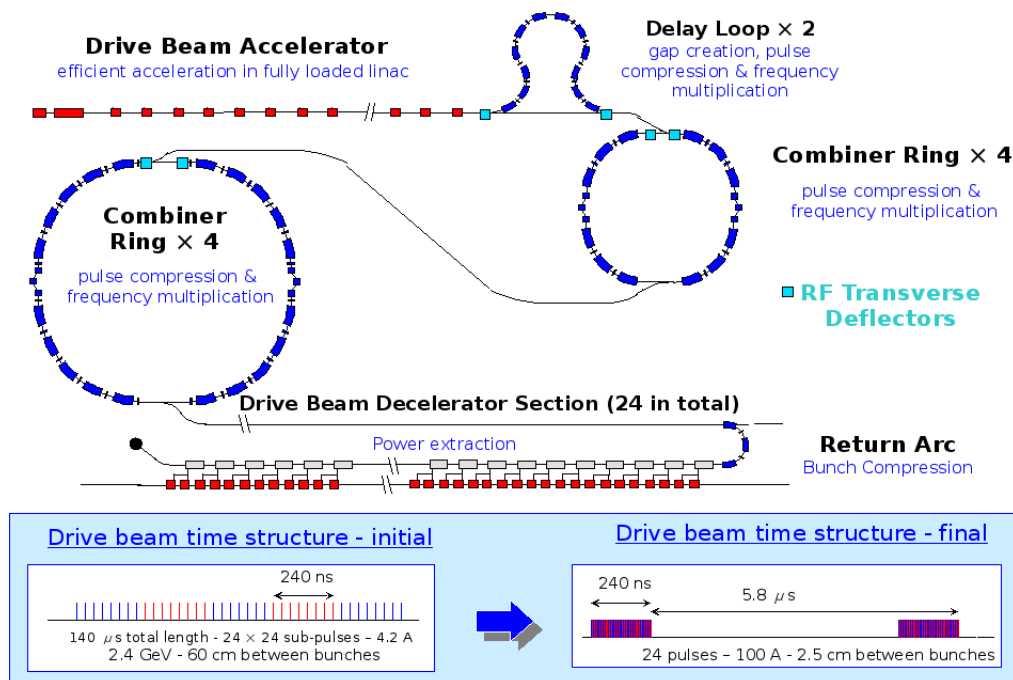 Drive Beam Accelerator
efficient acceleration in fully loaded linac
Delay Loop × 2
gap creation, pulse
compression & frequency
multiplication
Combiner Ring × 4
pulse compression &
frequency multiplication
Combiner
Ring × 4
pulse compression &
frequency multiplication
RF Transverse
Deflectors
Drive Beam Decelerator Section (24 in total)
Power extraction
Return Arc
Bunch Compression
Drive beam time structure - initial
240 ns
140 μs total length - 24 × 24 sub-pulses – 4.2 A
2.4 GeV - 60 cm between bunches
Drive beam time structure - final
240 ns
5.8 μs
24 pulses – 100 A - 2.5 cm between bunches